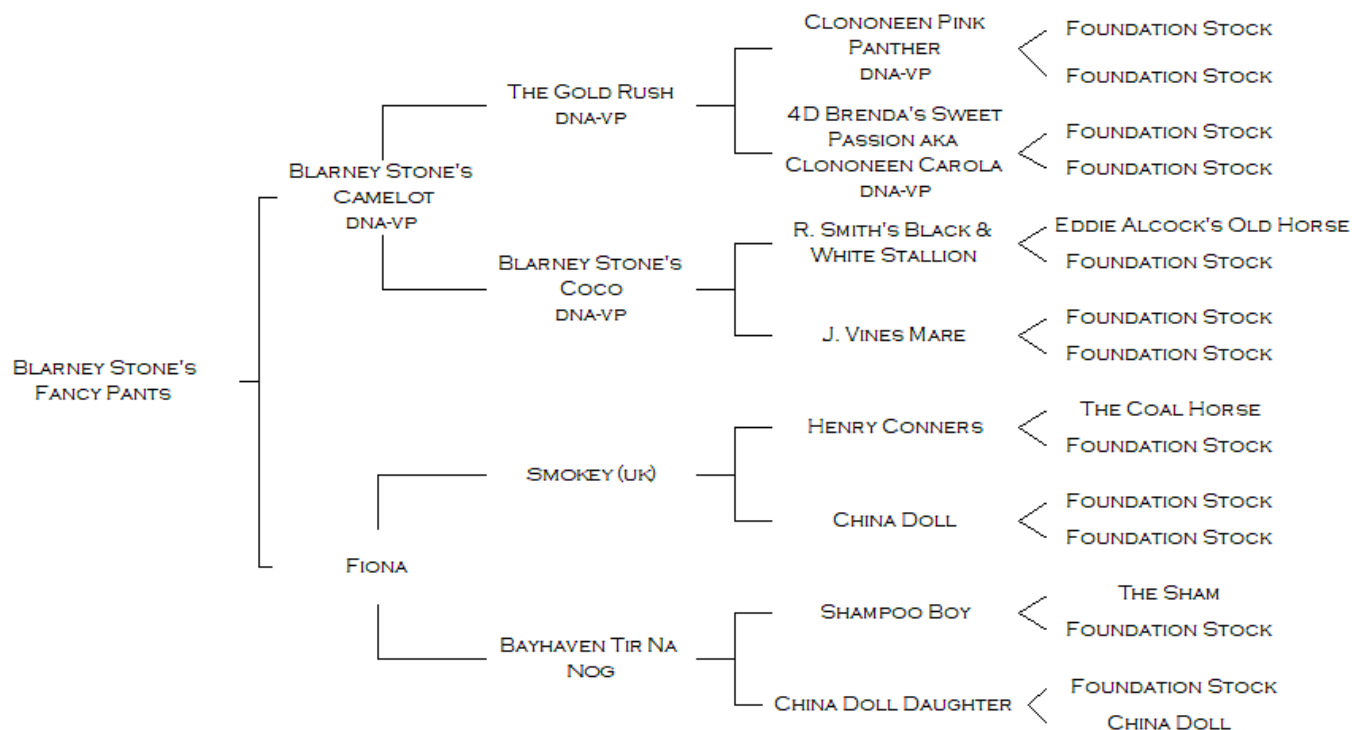 Clononeen Pink
Panther
DNA-VP
Foundation Stock
Foundation Stock
The Gold Rush
DNA-VP
4D Brenda's Sweet
Passion aka
Clononeen Carola
DNA-VP
Foundation Stock
Foundation Stock
Blarney Stone's
Camelot
DNA-VP
R. Smith's Black &
White Stallion
Eddie Alcock's Old Horse
Foundation Stock
Blarney Stone's
Coco
DNA-VP
J. Vines Mare
Foundation Stock
Foundation Stock
Blarney Stone's
Fancy Pants
Henry Conners
The Coal Horse
Foundation Stock
Smokey (UK)
China Doll
Foundation Stock
Foundation Stock
Fiona
Shampoo Boy
The Sham
Foundation Stock
Bayhaven Tir Na
Nog
China Doll Daughter
Foundation Stock
China Doll